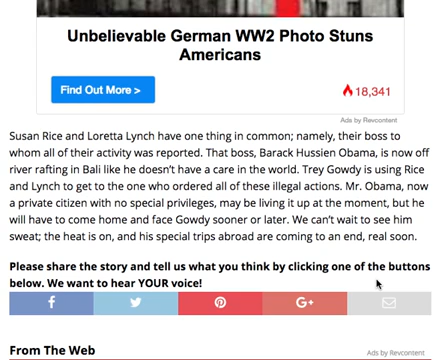 Unbelievable German WW2 Photo Stuns
Americans
Find Out More >
18,341
Ads by Revcontent
Susan Rice and Loretta Lynch have one thing in common; namely, their boss to
whom all of their activity was reported. That boss, Barack Hussien Obama, is now off
river rafting in Bali like he doesn't have a care in the world. Trey Gowdy is using Rice
and Lynch to get to the one who ordered all of these illegal actions. Mr. Obama, now
a private citizen with no special privileges, may be living it up at the moment, but he
will have to come home and face Gowdy sooner or later. We can't wait to see him
sweat; the heat is on, and his special trips abroad are coming to an end, real soon.
Please share the story and tell us what you think by clicking one of the buttons
below. We want to hear YOUR voice!
f
G+
From The Web
Ads by Revcontent